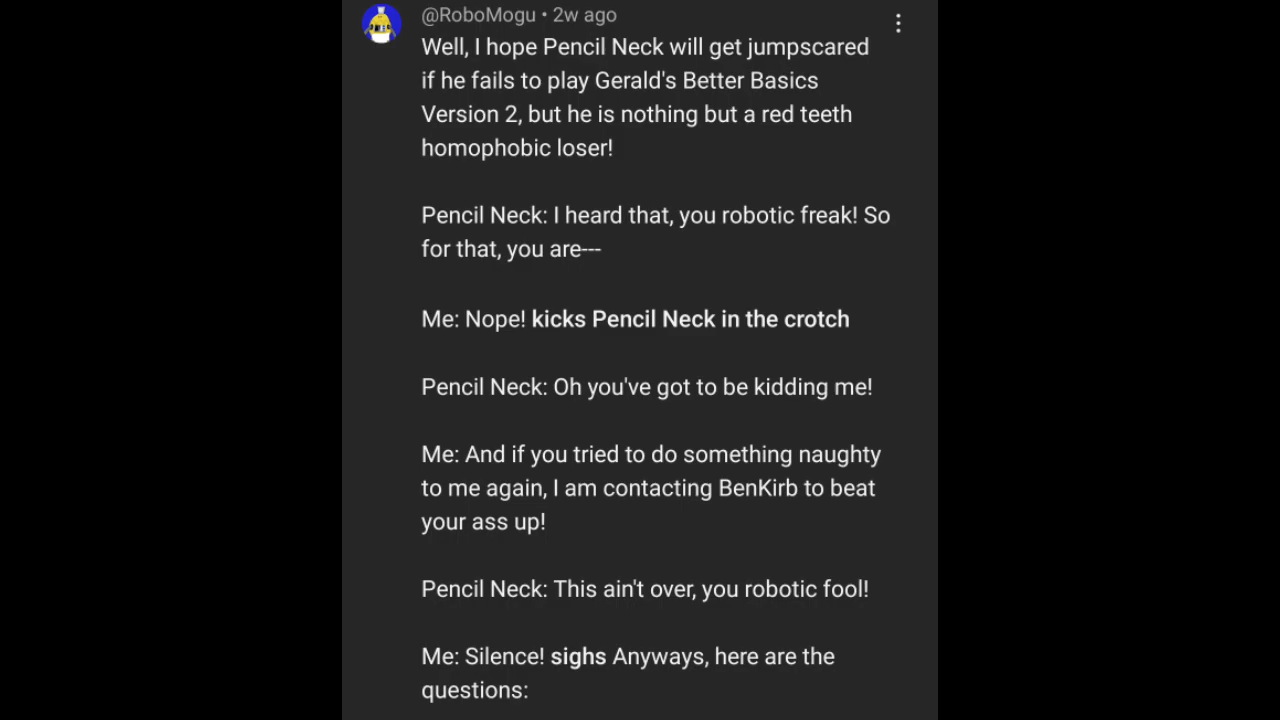 @RoboMogu • 2w ago
Well, I hope Pencil Neck will get jumpscared
if he fails to play Gerald's Better Basics
Version 2, but he is nothing but a red teeth
homophobic loser!
Pencil Neck: I heard that, you robotic freak! So
for that, you are---
Me: Nope! kicks Pencil Neck in the crotch
Pencil Neck: Oh you've got to be kidding me!
Me: And if you tried to do something naughty
to me again, I am contacting BenKirb to beat
your ass up!
Pencil Neck: This ain't over, you robotic fool!
Me: Silence! sighs Anyways, here are the
questions: